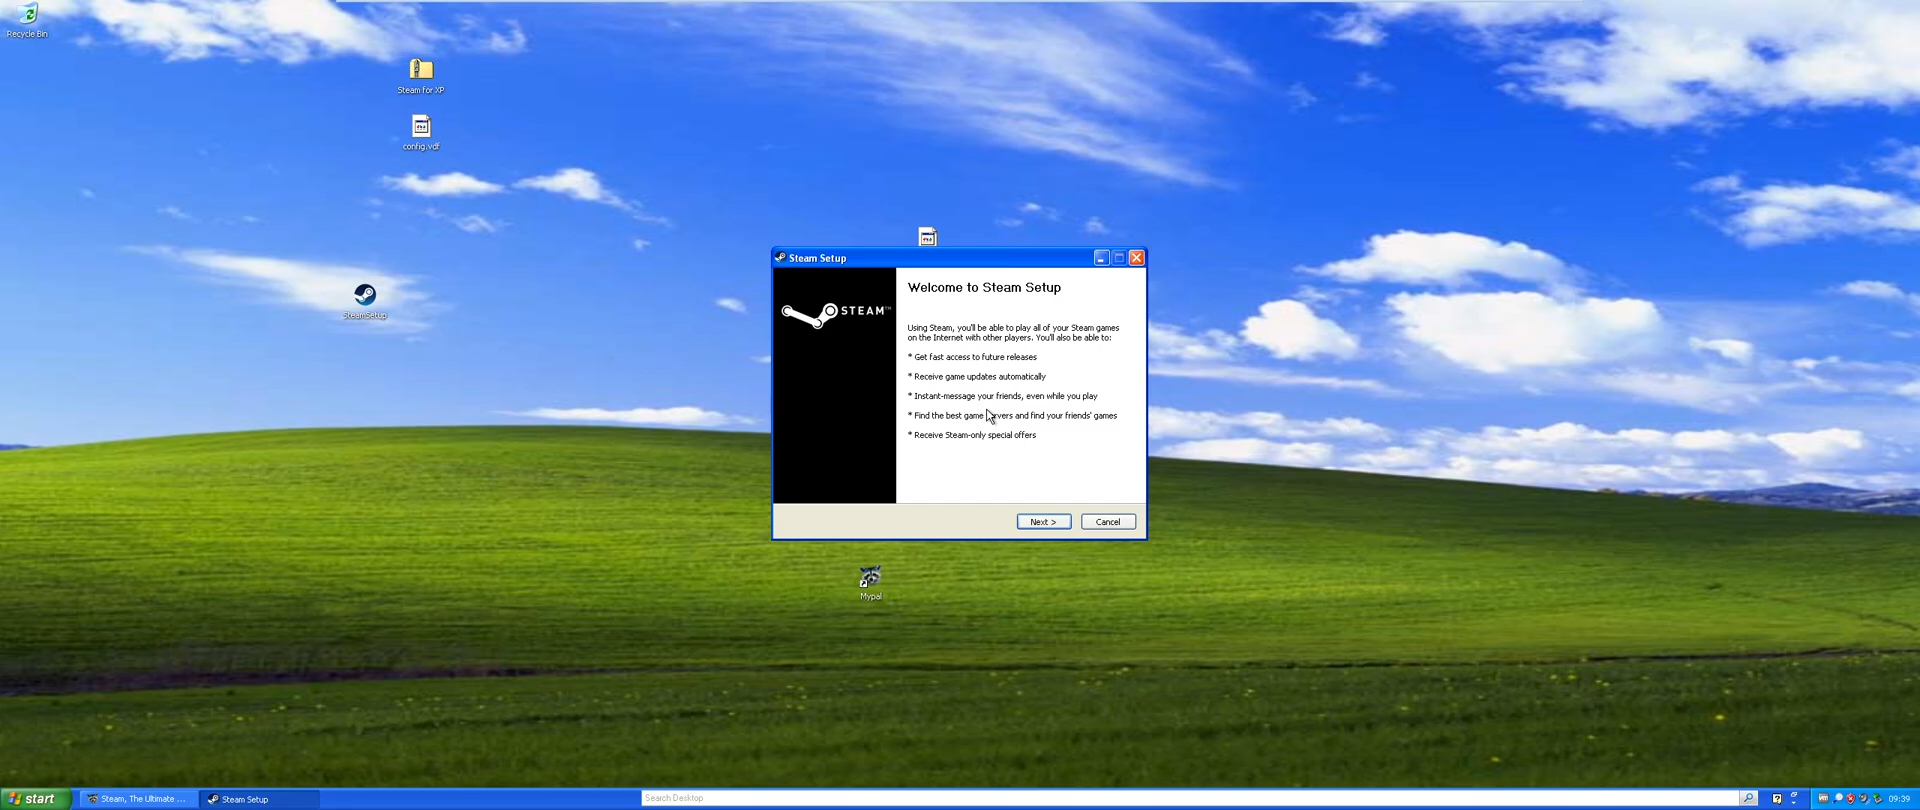 Recycle Bin
Steam for XP
config.vdf
SteamSetup
Steam Setup
STEAM™
Welcome to Steam Setup
Using Steam, you'll be able to play all of your Steam games
on the Internet with other players. You'll also be able to:
* Get fast access to future releases
* Receive game updates automatically
* Instant-message your friends, even while you play
* Find the best game servers and find your friends' games
* Receive Steam-only special offers
Next >
Cancel
Mypal
start
Steam, The Ultimate ...
Steam Setup
Search Desktop
09:39